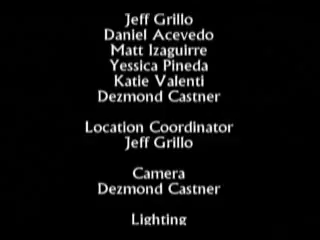 Jeff Grillo
Daniel Acevedo
Matt Izaguirre
Yessica Pineda
Katie Valenti
Dezmond Castner
Location Coordinator
Jeff Grillo
Camera
Dezmond Castner
Lighting